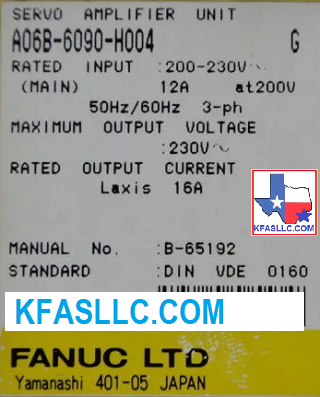 SERVO AMPLIFIER UNIT
A06B-6090-H004 G
RATED INPUT :200-230V~
(MAIN) 12A at200V
50Hz/60Hz 3-ph
MAXIMUM OUTPUT VOLTAGE
:230V~
RATED OUTPUT CURRENT
Laxis 16A
KFASLLC.COM
MANUAL No. :B-65192
STANDARD :DIN VDE 0160
KFASLLC.COM
FANUC LTD
Yamanashi 401-05 JAPAN